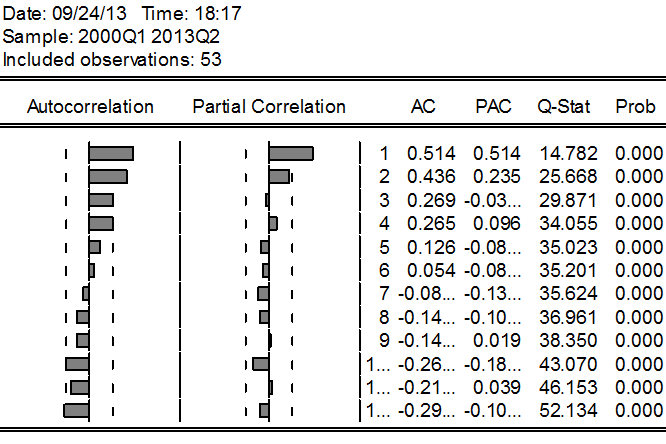 Date: 09/24/13 Time: 18:17
Sample: 2000Q1 2013Q2
Included observations: 53
Autocorrelation Partial Correlation AC PAC Q-Stat Prob
1 0.514 0.514 14.782 0.000
2 0.436 0.235 25.668 0.000
3 0.269 -0.03... 29.871 0.000
4 0.265 0.096 34.055 0.000
5 0.126 -0.08... 35.023 0.000
6 0.054 -0.08... 35.201 0.000
7 -0.08... -0.13... 35.624 0.000
8 -0.14... -0.10... 36.961 0.000
9 -0.14... 0.019 38.350 0.000
1... -0.26... -0.18... 43.070 0.000
1... -0.21... 0.039 46.153 0.000
1... -0.29... -0.10... 52.134 0.000